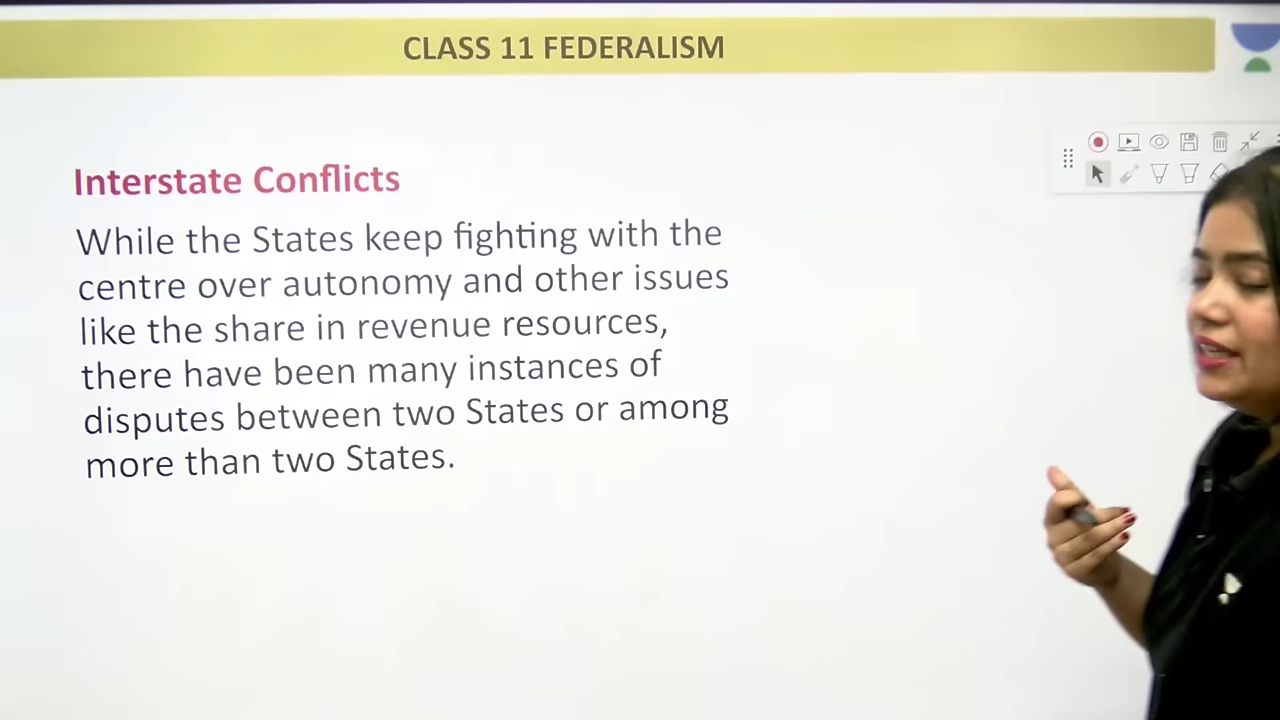 CLASS 11 FEDERALISM
Interstate Conflicts
While the States keep fighting with the
centre over autonomy and other issues
like the share in revenue resources,
there have been many instances of
disputes between two States or among
more than two States.